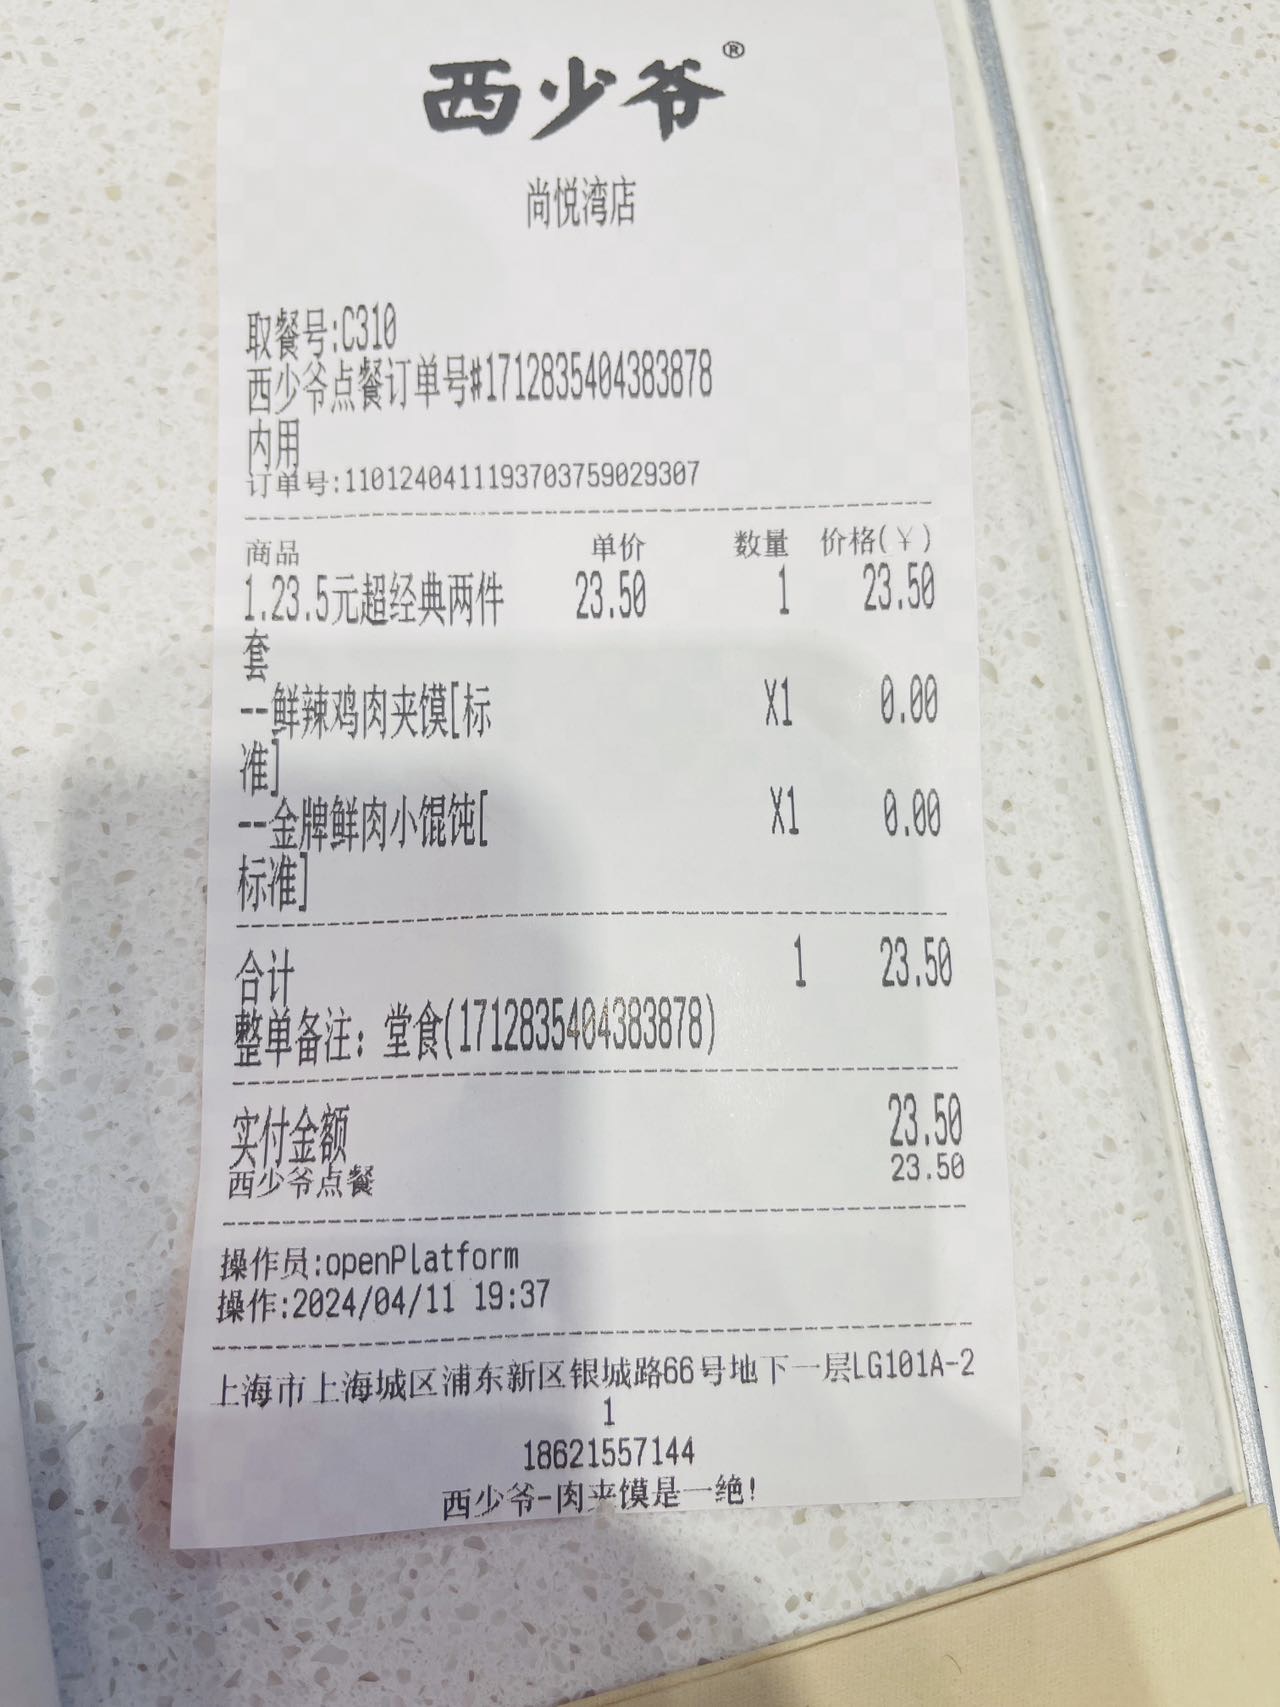 西少爷®
尚悦湾店
取餐号:C310
西少爷点餐订单号#1712835404383878
内用
订单号:1101240411193703759029307
商品 单价 数量 价格(￥)
1.23.5元超经典两件 23.50 1 23.50
套
--鲜辣鸡肉夹馍[标 X1 0.00
准]
--金牌鲜肉小馄饨[ X1 0.00
标准]
合计 1 23.50
整单备注：堂食(1712835404383878)
实付金额 23.50
西少爷点餐 23.50
操作员:openPlatform
操作:2024/04/11 19:37
上海市上海城区浦东新区银城路66号地下一层LG101A-2
1
18621557144
西少爷-肉夹馍是一绝!